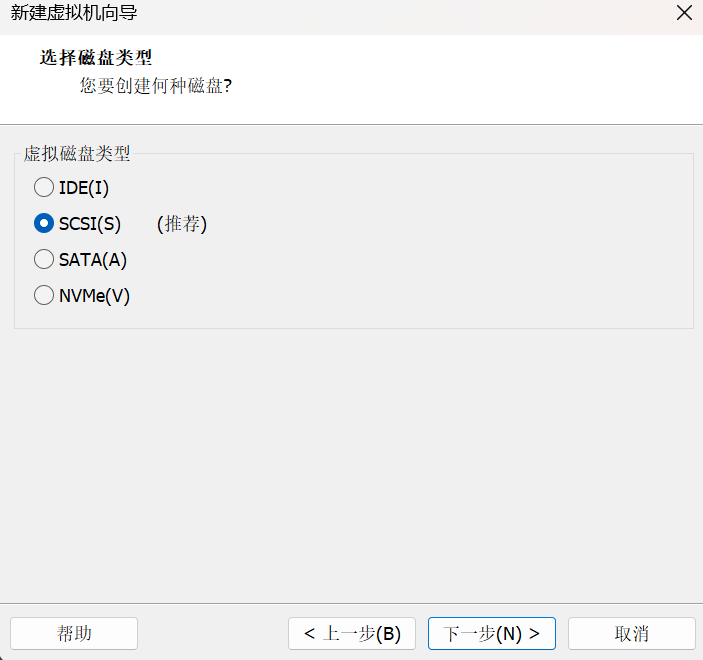 新建虚拟机向导
选择磁盘类型
您要创建何种磁盘?
虚拟磁盘类型
IDE(I)
SCSI(S) (推荐)
SATA(A)
NVMe(V)
帮助 < 上一步(B) 下一步(N) > 取消